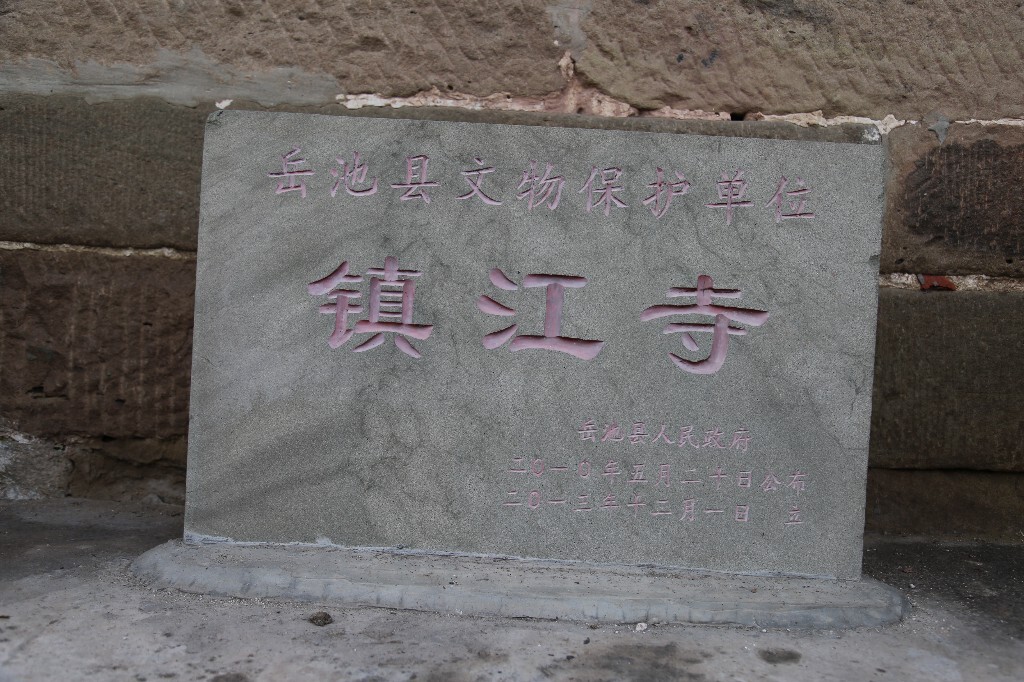 岳池县文物保护单位
镇江寺
岳池县人民政府
二〇一〇年五月二十日公布
二〇一三年十二月一日 立